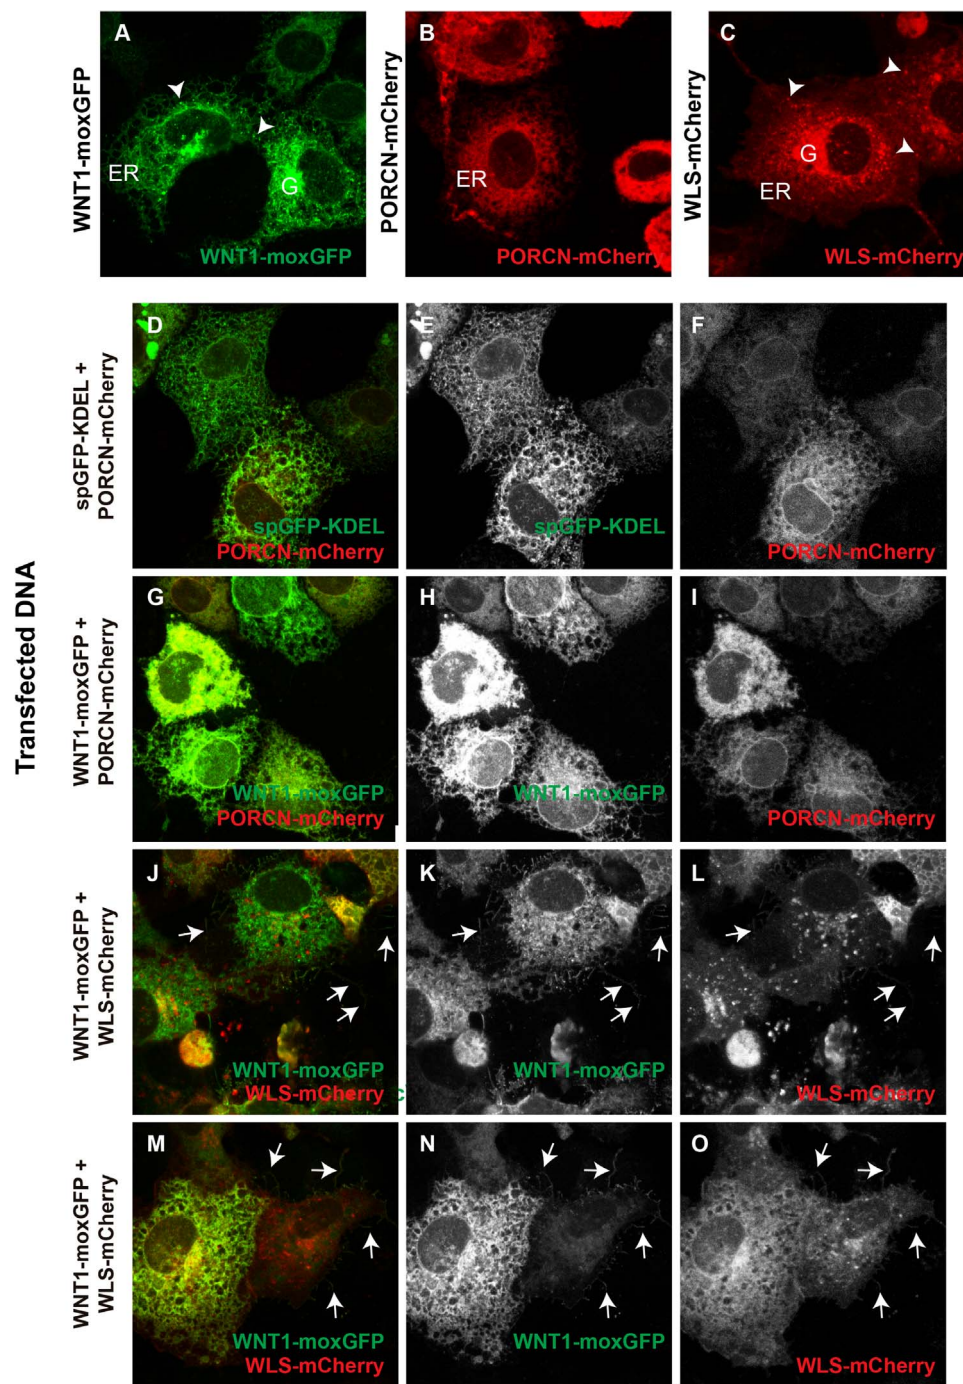 WNT1-moxGFP
A
ER
G
WNT1-moxGFP
PORCN-mCherry
B
ER
PORCN-mCherry
WLS-mCherry
C
G
ER
WLS-mCherry
Transfected DNA
spGFP-KDEL +
PORCN-mCherry
D
spGFP-KDEL
PORCN-mCherry
E
spGFP-KDEL
F
PORCN-mCherry
WNT1-moxGFP +
PORCN-mCherry
G
WNT1-moxGFP
PORCN-mCherry
H
WNT1-moxGFP
I
PORCN-mCherry
WNT1-moxGFP +
WLS-mCherry
J
WNT1-moxGFP
WLS-mCherry c
K
WNT1-moxGFP
L
WLS-mCherry
WNT1-moxGFP +
WLS-mCherry
M
WNT1-moxGFP
WLS-mCherry
N
WNT1-moxGFP
O
WLS-mCherry